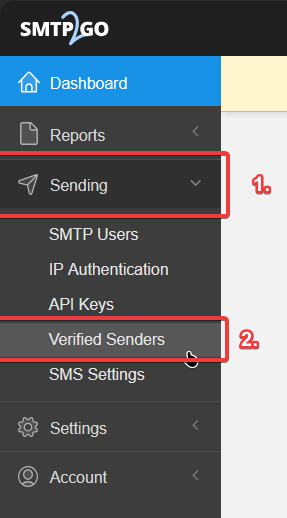 SMTP2GO
Dashboard
Reports
Sending
1.
SMTP Users
IP Authentication
API Keys
Verified Senders
2.
SMS Settings
Settings
Account